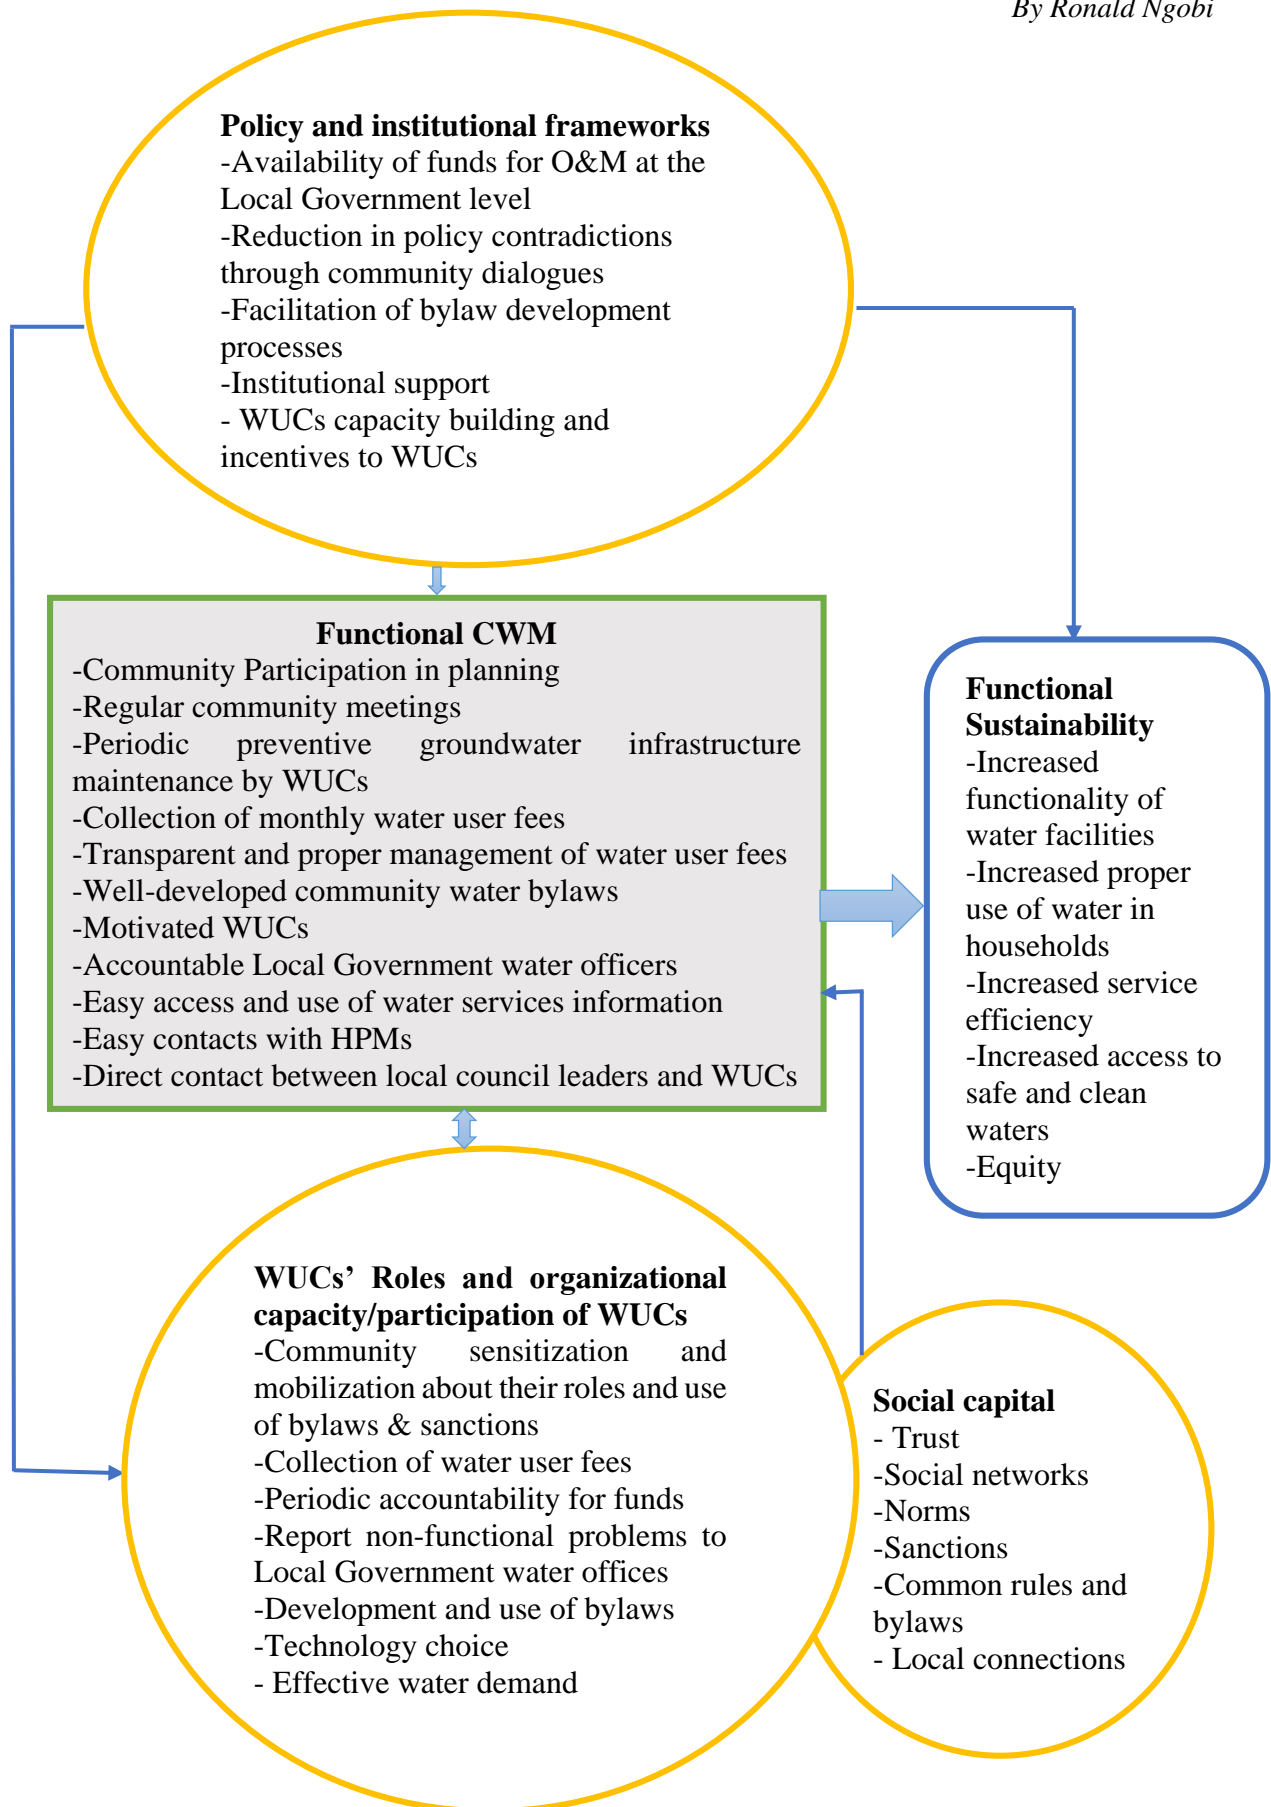 By Ronald Ngobi
Policy and institutional frameworks
-Availability of funds for O&M at the
Local Government level
-Reduction in policy contradictions
through community dialogues
-Facilitation of bylaw development
processes
-Institutional support
- WUCs capacity building and
incentives to WUCs
Functional CWM
-Community Participation in planning
-Regular community meetings
-Periodic preventive groundwater infrastructure
maintenance by WUCs
-Collection of monthly water user fees
-Transparent and proper management of water user fees
-Well-developed community water bylaws
-Motivated WUCs
-Accountable Local Government water officers
-Easy access and use of water services information
-Easy contacts with HPMs
-Direct contact between local council leaders and WUCs
Functional
Sustainability
-Increased
functionality of
water facilities
-Increased proper
use of water in
households
-Increased service
efficiency
-Increased access to
safe and clean
waters
-Equity
WUCs’ Roles and organizational
capacity/participation of WUCs
-Community sensitization and
mobilization about their roles and use
of bylaws & sanctions
-Collection of water user fees
-Periodic accountability for funds
-Report non-functional problems to
Local Government water offices
-Development and use of bylaws
-Technology choice
- Effective water demand
Social capital
- Trust
-Social networks
-Norms
-Sanctions
-Common rules and
bylaws
- Local connections